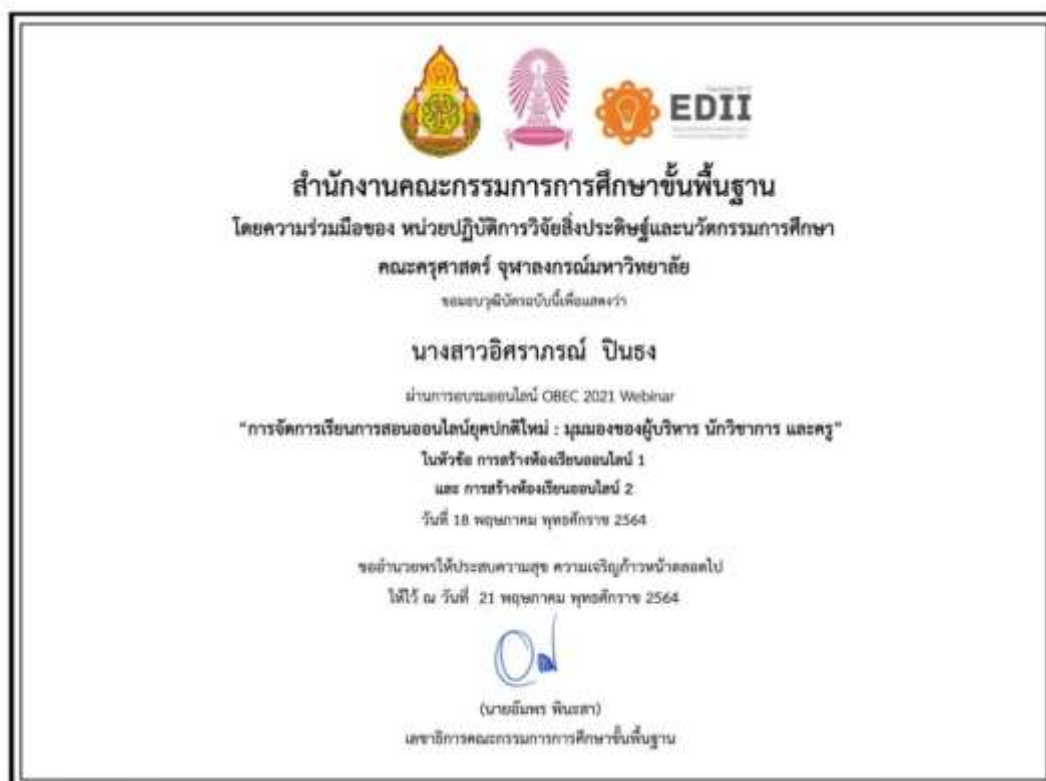 EDII
สำนักงานคณะกรรมการการศึกษาขั้นพื้นฐาน
โดยความร่วมมือของ หน่วยปฏิบัติการวิจัยสิ่งประดิษฐ์และนวัตกรรมการศึกษา
คณะครุศาสตร์ จุฬาลงกรณ์มหาวิทยาลัย
ขอมอบวุฒิบัตรฉบับนี้เพื่อแสดงว่า
นางสาวอิศราภรณ์ ปินธง
ผ่านการอบรมออนไลน์ OBEC 2021 Webinar
"การจัดการเรียนการสอนออนไลน์ยุคปกติใหม่ : มุมมองของผู้บริหาร นักวิชาการ และครู"
ในหัวข้อ การสร้างห้องเรียนออนไลน์ 1
และ การสร้างห้องเรียนออนไลน์ 2
วันที่ 18 พฤษภาคม พุทธศักราช 2564
ขออำนวยพรให้ประสบความสุข ความเจริญก้าวหน้าตลอดไป
ให้ไว้ ณ วันที่ 21 พฤษภาคม พุทธศักราช 2564
(นายอัมพร พินะสา)
เลขาธิการคณะกรรมการการศึกษาขั้นพื้นฐาน